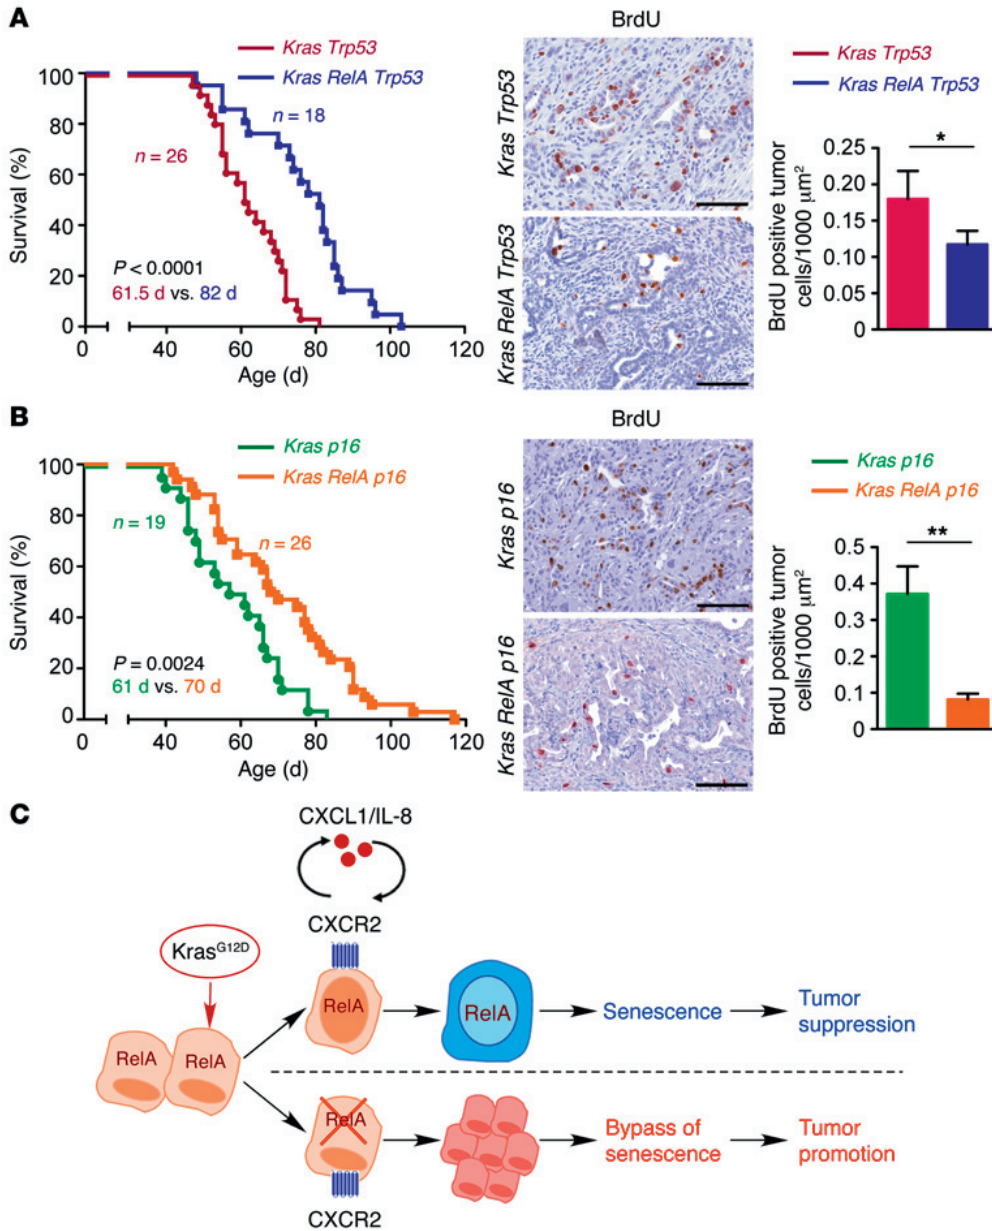 A
Kras Trp53
Kras RelA Trp53
n = 18
n = 26
P < 0.0001
61.5 d vs. 82 d
Survival (%)
100
80
60
40
20
0
0
40
60
80
100
120
Age (d)
BrdU
Kras Trp53
Kras RelA Trp53
Kras Trp53
Kras RelA Trp53
*
BrdU positive tumor
cells/1000 μm²
0.25
0.20
0.15
0.10
0.05
0
B
Kras p16
Kras RelA p16
n = 19
n = 26
P = 0.0024
61 d vs. 70 d
Survival (%)
100
80
60
40
20
0
0
40
60
80
100
120
Age (d)
BrdU
Kras p16
Kras RelA p16
Kras p16
Kras RelA p16
**
BrdU positive tumor
cells/1000 μm²
0.5
0.4
0.3
0.2
0.1
0
C
CXCL1/IL-8
CXCR2
Kras^G12D
RelA
RelA
RelA
RelA
Senescence
Tumor
suppression
RelA
CXCR2
Bypass of
senescence
Tumor
promotion